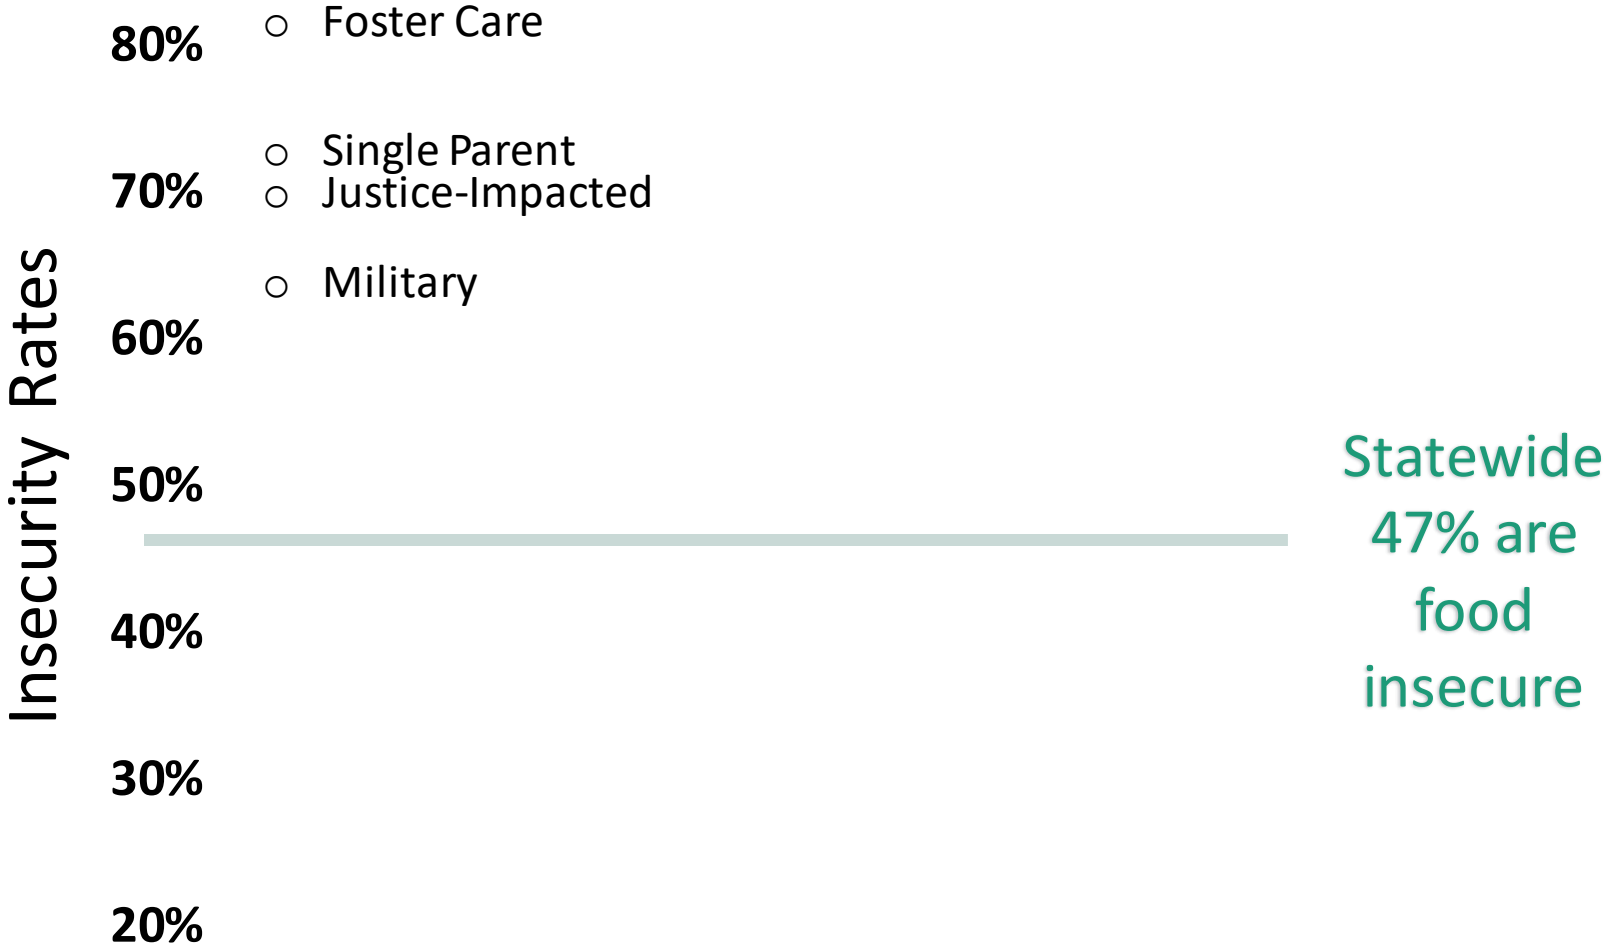 80%
Foster Care
Single Parent
70%
Justice-Impacted
Military
60%
Insecurity Rates
50%
40%
30%
20%
Statewide
47% are
food
insecure